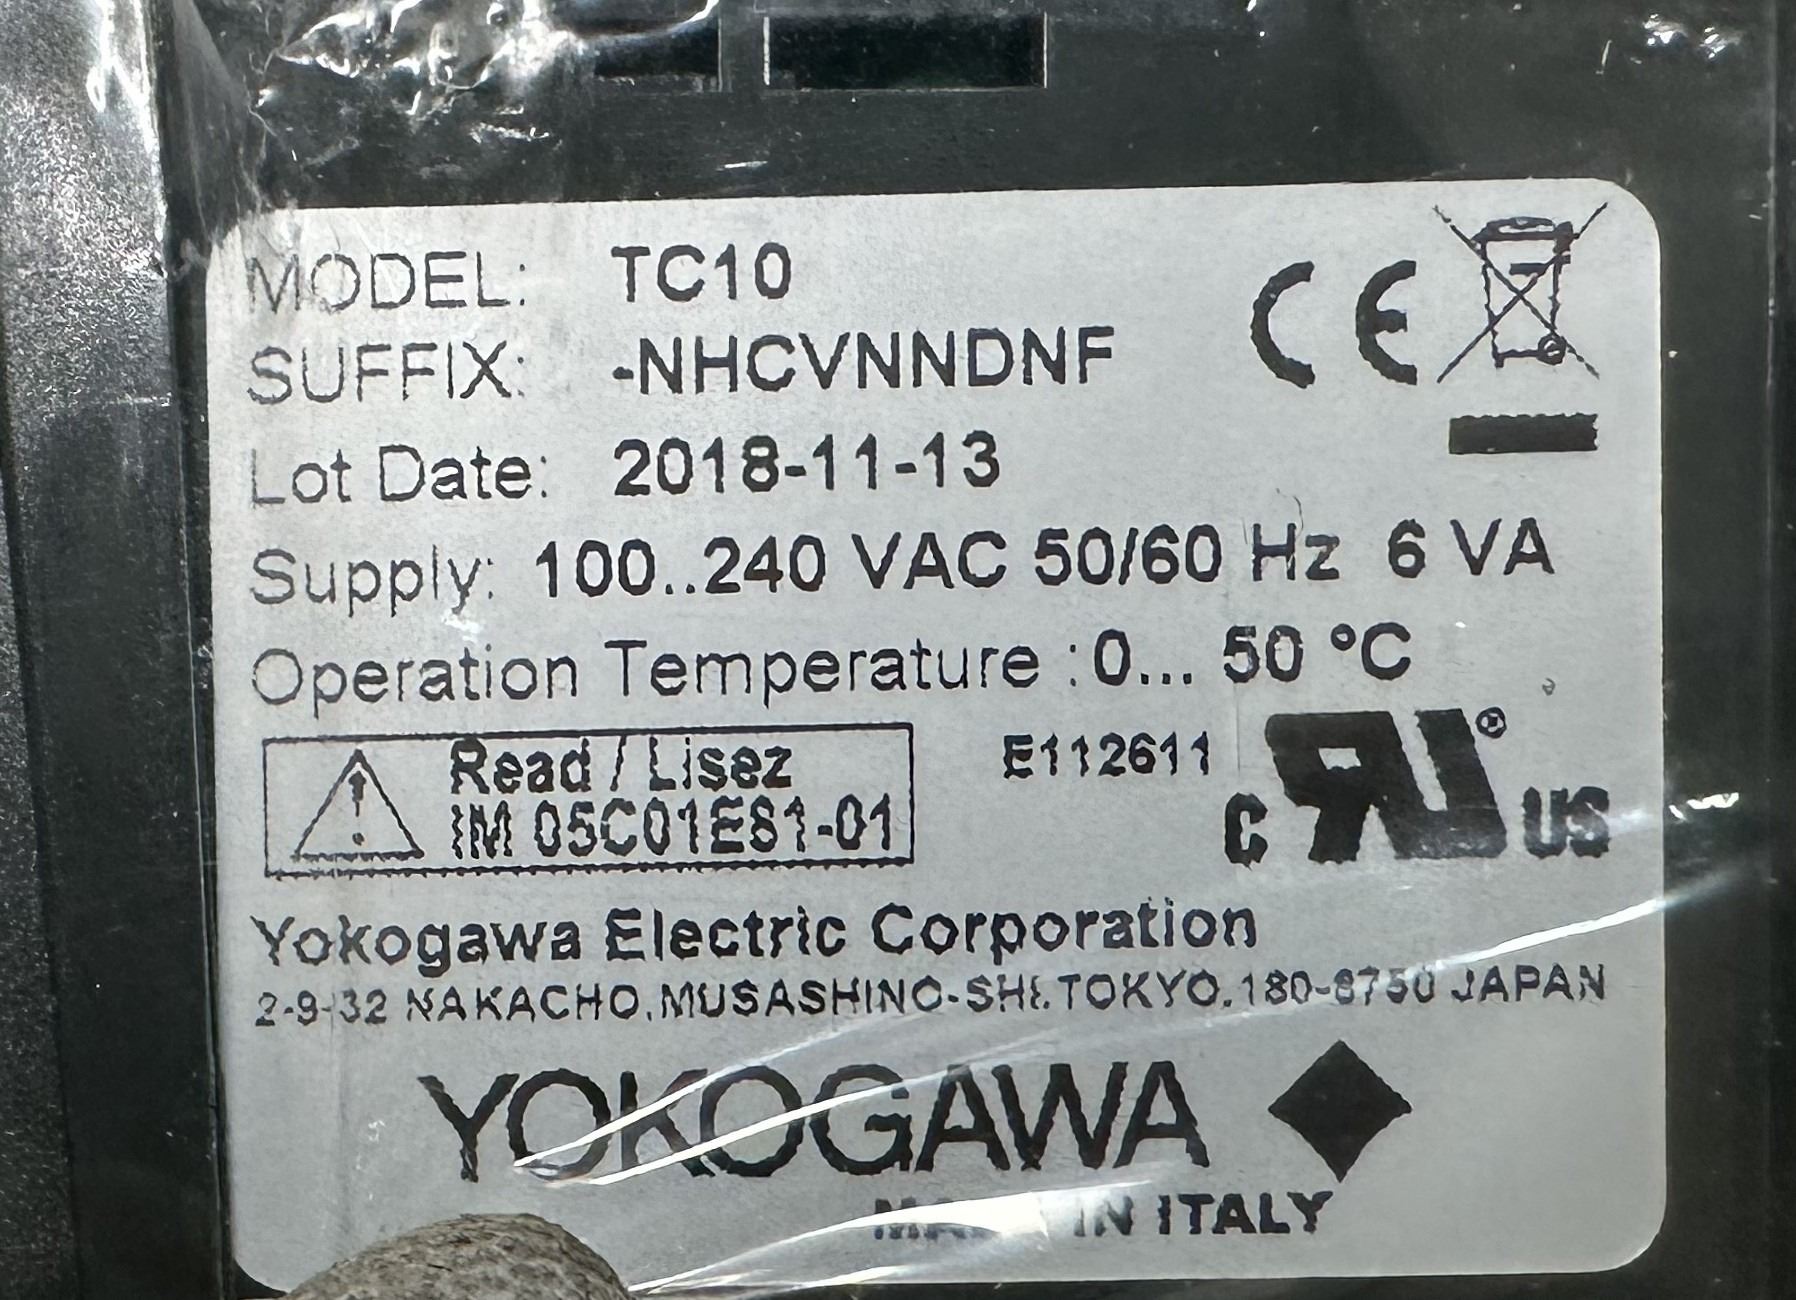 MODEL: TC10
SUFFIX: -NHCVNNDNF
Lot Date: 2018-11-13
Supply: 100..240 VAC 50/60 Hz 6 VA
Operation Temperature :0... 50 °C
Read / Lisez
IM 05C01E81-01
E112611
C RU ® US
CE
Yokogawa Electric Corporation
2-9-32 NAKACHO, MUSASHINO-SHI, TOKYO, 180-8750 JAPAN
YOKOGAWA
IN ITALY